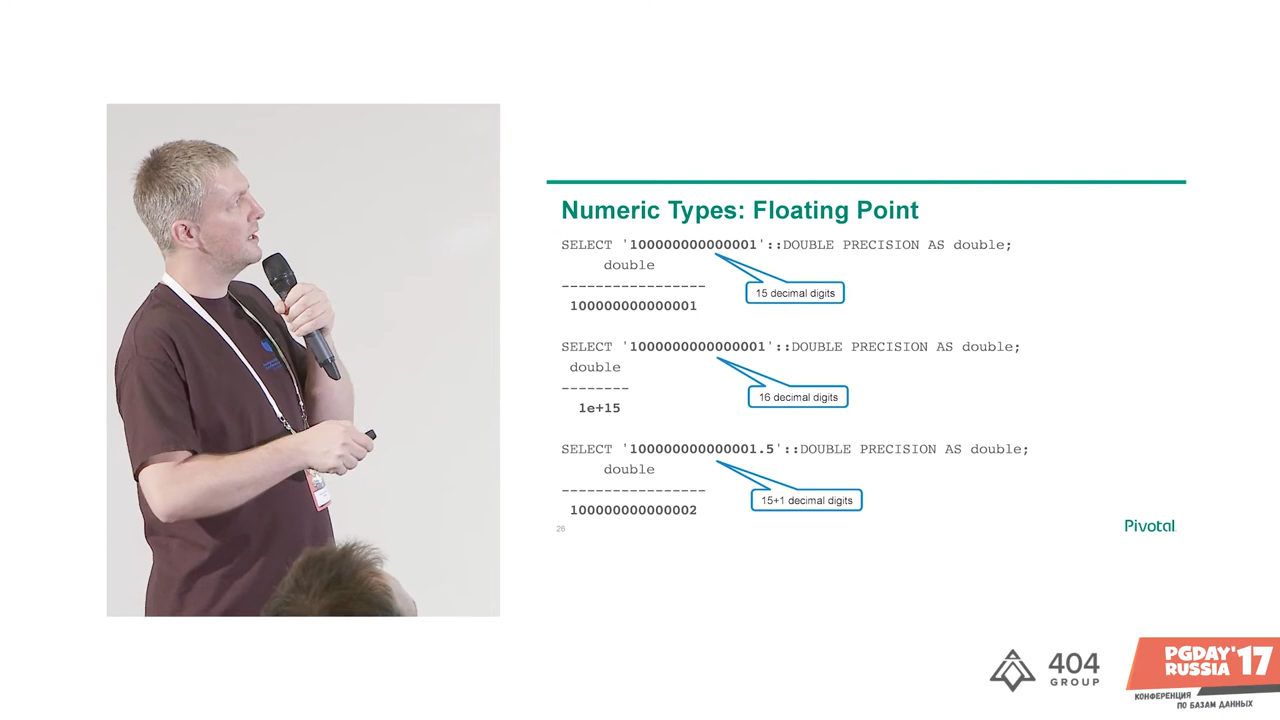 Numeric Types: Floating Point
SELECT '100000000000001'::DOUBLE PRECISION AS double;
double
-----------------
15 decimal digits
100000000000001
SELECT '1000000000000001'::DOUBLE PRECISION AS double;
double
--------
16 decimal digits
1e+15
SELECT '100000000000001.5'::DOUBLE PRECISION AS double;
double
-----------------
15+1 decimal digits
100000000000002
26
Pivotal
404
GROUP
PGDAY'17
RUSSIA
КОНФЕРЕНЦИЯ
ПО БАЗАМ ДАННЫХ